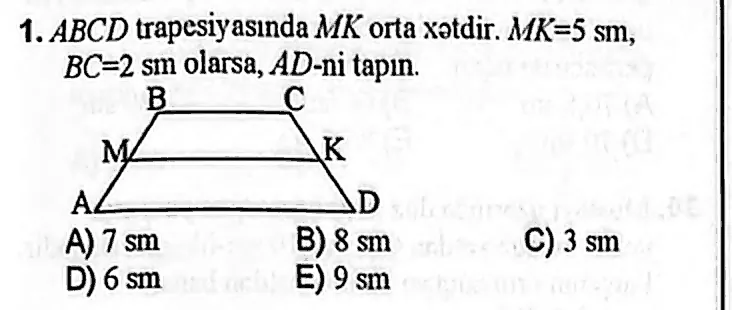 1. ABCD trapesiyasında MK orta xətdir. MK=5 sm,
BC=2 sm olarsa, AD-ni tapın.
B C
M K
A D
A) 7 sm B) 8 sm C) 3 sm
D) 6 sm E) 9 sm